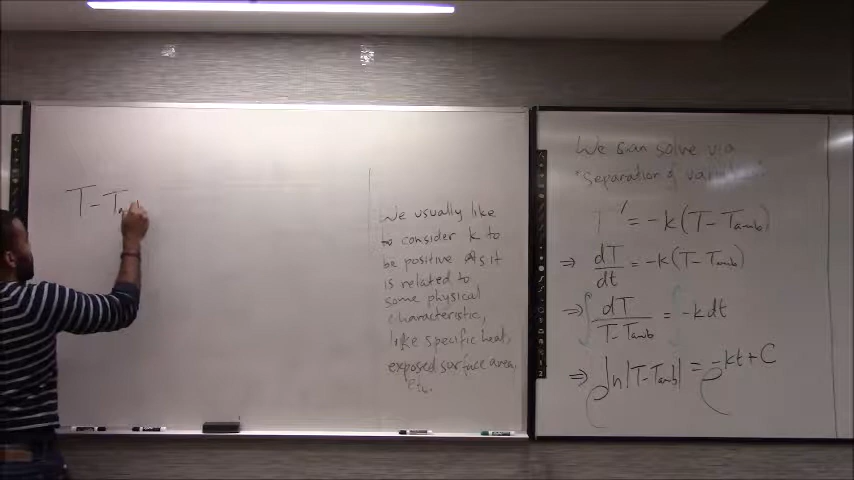 T - Tam
We usually like
to consider k to
be positive as it
is related to
some physical
characteristic,
like specific heat,
exposed surface area,
etc.
We can solve via
"separation of variables"
T' = -k(T - Tamb)
⇒ dT/dt = -k(T - Tamb)
⇒ ∫ dT/(T - Tamb) = ∫ -k dt
⇒ e^ln|T - Tamb| = e^-kt + C